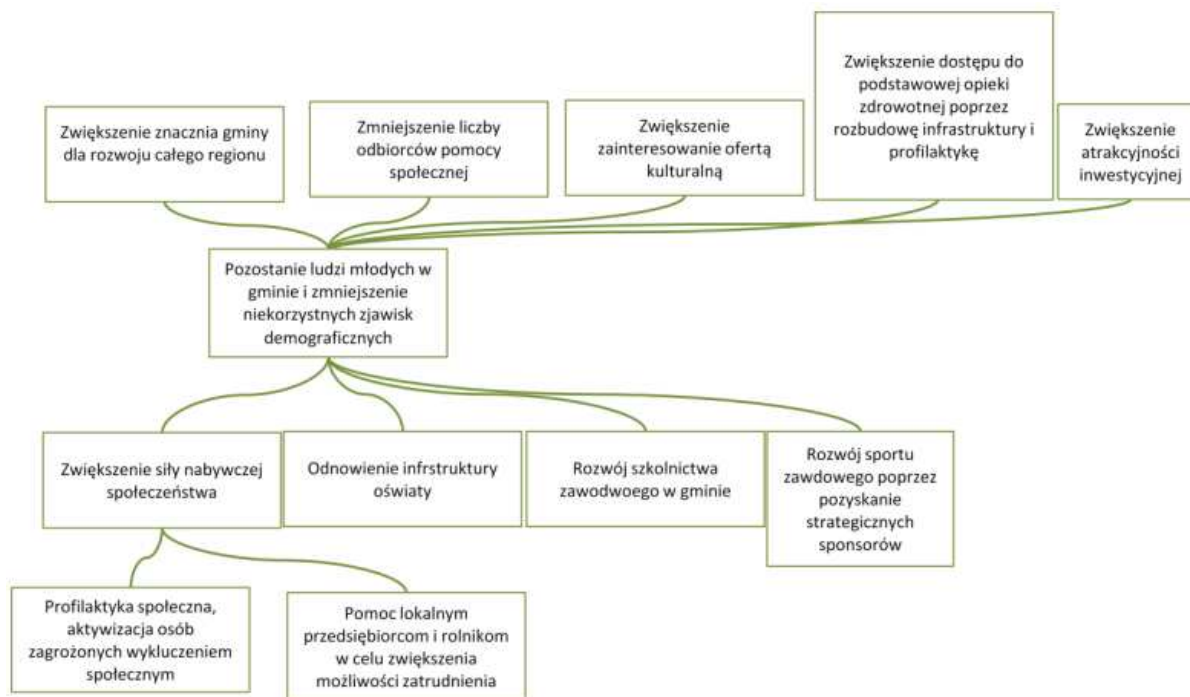 Zwiększenie znacznia gminy
dla rozwoju całego regionu
Zmniejszenie liczby
odbiorców pomocy
społecznej
Zwiększenie
zainteresowanie ofertą
kulturalną
Zwiększenie dostępu do
podstawowej opieki
zdrowotnej poprzez
rozbudowę infrastruktury i
profilaktykę
Zwiększenie
atrakcyjności
inwestycyjnej
Pozostanie ludzi młodych w
gminie i zmniejszenie
niekorzystnych zjawisk
demograficznych
Zwiększenie siły nabywczej
społeczeństwa
Odnowienie infrstruktury
oświaty
Rozwój szkolnictwa
zawodwoego w gminie
Rozwój sportu
zawdowego poprzez
pozyskanie
strategicznych
sponsorów
Profilaktyka społeczna,
aktywizacja osób
zagrożonych wykluczeniem
społecznym
Pomoc lokalnym
przedsiębiorcom i rolnikom
w celu zwiększenia
możliwości zatrudnienia